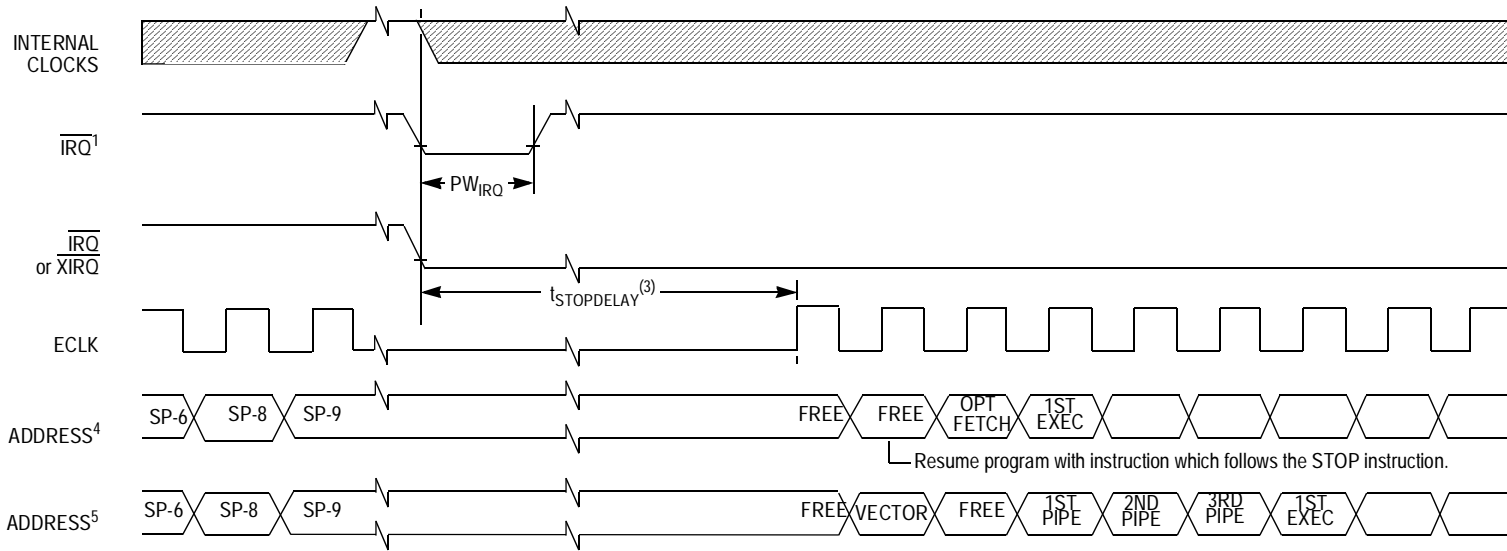 INTERNAL
CLOCKS
IRQ1
PWIRQ
IRQ
or XIRQ
tSTOPDELAY(3)
ECLK
ADDRESS4
SP-6 SP-8 SP-9 FREE FREE OPT FETCH 1ST EXEC
Resume program with instruction which follows the STOP instruction.
ADDRESS5
SP-6 SP-8 SP-9 FREE VECTOR FREE 1ST PIPE 2ND PIPE 3RD PIPE 1ST EXEC